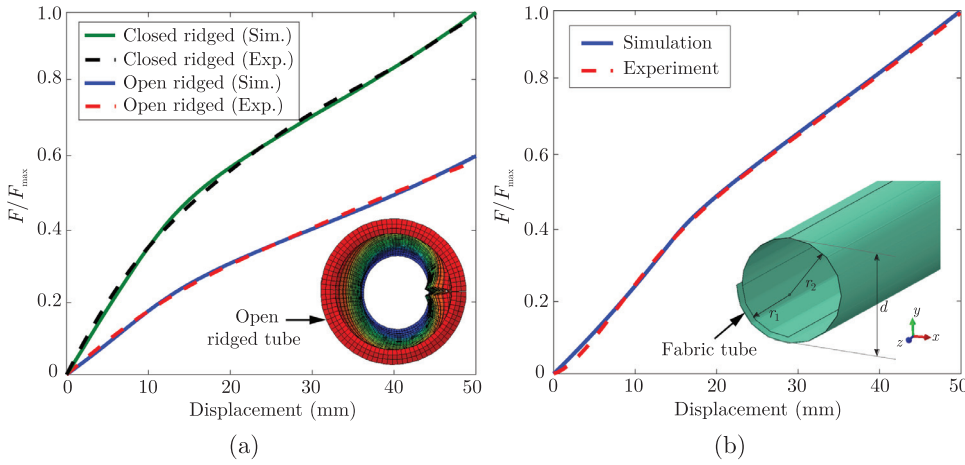 1.0
0.8
0.6
0.4
0.2
0
F/F_max
Closed ridged (Sim.)
Closed ridged (Exp.)
Open ridged (Sim.)
Open ridged (Exp.)
Open
ridged tube
0 10 20 30 40 50
Displacement (mm)
(a)
1.0
0.8
0.6
0.4
0.2
0
F/F_max
Simulation
Experiment
r_2
r_1
d
y
z x
Fabric tube
0 10 20 30 40 50
Displacement (mm)
(b)